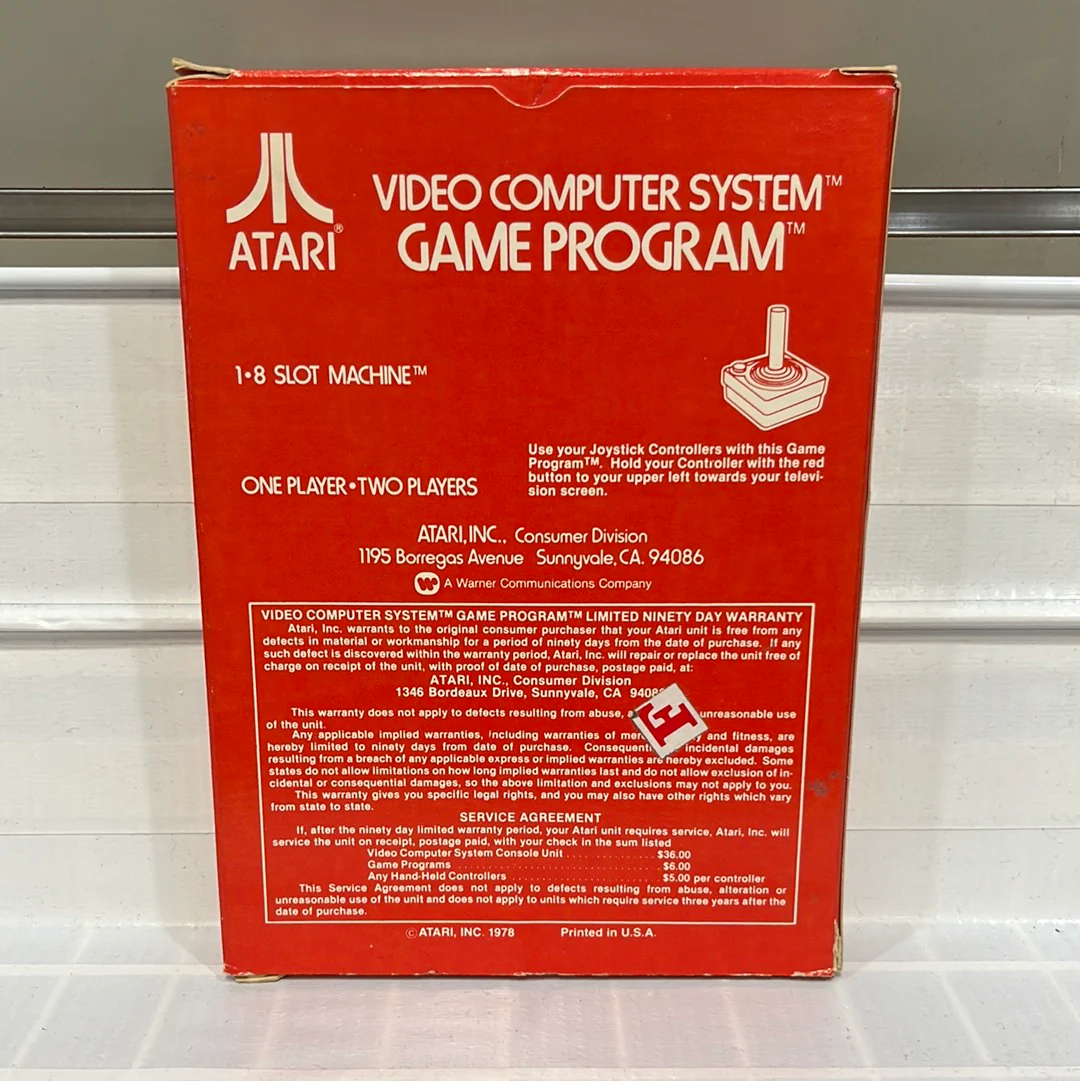 ATARI®
VIDEO COMPUTER SYSTEM™
GAME PROGRAM™
1•8 SLOT MACHINE™
Use your Joystick Controllers with this Game
Program™. Hold your Controller with the red
button to your upper left towards your televi-
sion screen.
ONE PLAYER•TWO PLAYERS
ATARI, INC., Consumer Division
1195 Borregas Avenue Sunnyvale, CA. 94086
A Warner Communications Company
VIDEO COMPUTER SYSTEM™ GAME PROGRAM™ LIMITED NINETY DAY WARRANTY
Atari, Inc. warrants to the original consumer purchaser that your Atari unit is free from any
defects in material or workmanship for a period of ninety days from the date of purchase. If any
such defect is discovered within the warranty period, Atari, Inc. will repair or replace the unit free of
charge on receipt of the unit, with proof of date of purchase, postage paid, at:
ATARI, INC., Consumer Division
1346 Bordeaux Drive, Sunnyvale, CA
This warranty does not apply to defects resulting from abuse, unreasonable use
of the unit.
Any applicable implied warranties, including warranties of and fitness, are
hereby limited to ninety days from date of purchase. incidental damages
resulting from a breach of any applicable express or implied warranties are hereby excluded. Some
states do not allow limitations on how long implied warranties last and do not allow exclusion of in-
cidental or consequential damages, so the above limitation and exclusions may not apply to you.
This warranty gives you specific legal rights, and you may also have other rights which vary
from state to state.
SERVICE AGREEMENT
If, after the ninety day limited warranty period, your Atari unit requires service, Atari, Inc. will
service the unit on receipt, postage paid, with your check in the sum listed
Video Computer System Console Unit . . . . . . . . . . . . $36.00
Game Programs . . . . . . . . . . . . . . . . . . . . . . . . . . . . $6.00
Any Hand-Held Controllers . . . . . . . . . . . . . . . . . . . . $5.00 per controller
This Service Agreement does not apply to defects resulting from abuse, alteration or
unreasonable use of the unit and does not apply to units which require service three years after the
date of purchase.
© ATARI, INC. 1978 Printed in U.S.A.